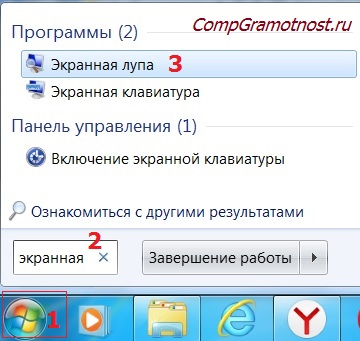 CompGramotnost.ru
Программы (2)
Экранная лупа 3
Экранная клавиатура
Панель управления (1)
Включение экранной клавиатуры
Ознакомиться с другими результатами
2
экранная × Завершение работы
1